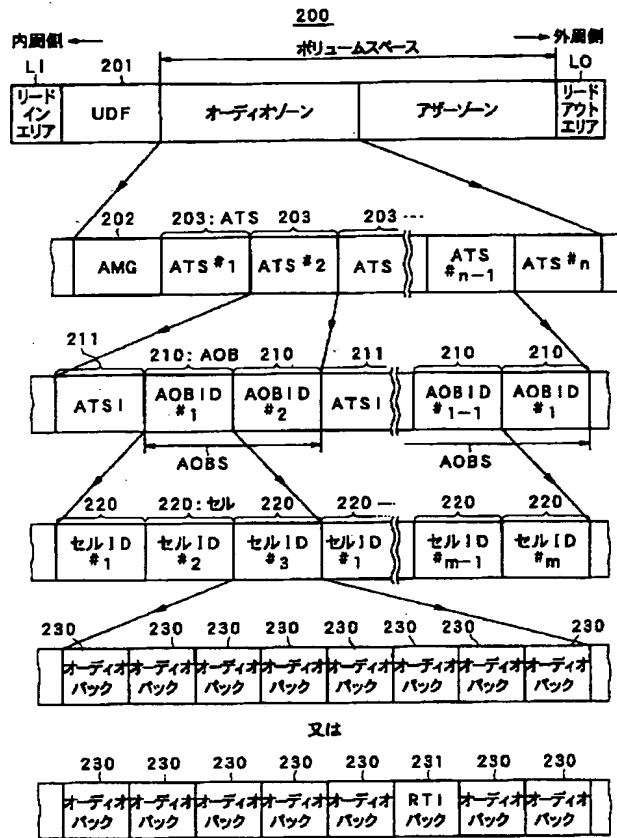 200
内周側 ← ボリュームスペース → 外周側
LI 201 LO
リードインエリア UDF オーディオゾーン アザーゾーン リードアウトエリア
202 203:ATS 203 203 …
AMG ATS #1 ATS #2 ATS ATS #n-1 ATS #n
211 210:AOB 210 211 210 210
ATSI AOBID #1 AOBID #2 ATSI AOBID #1-1 AOBID #1
AOBS AOBS
220 220:セル 220 220 … 220 220
セルID #1 セルID #2 セルID #3 セルID #1 セルID #m-1 セルID #m
230 230 230 230 230 230 230 230
オーディオパック オーディオパック オーディオパック オーディオパック オーディオパック オーディオパック オーディオパック オーディオパック
又は
230 230 230 230 230 231 230 230
オーディオパック オーディオパック オーディオパック オーディオパック オーディオパック RTIパック オーディオパック オーディオパック